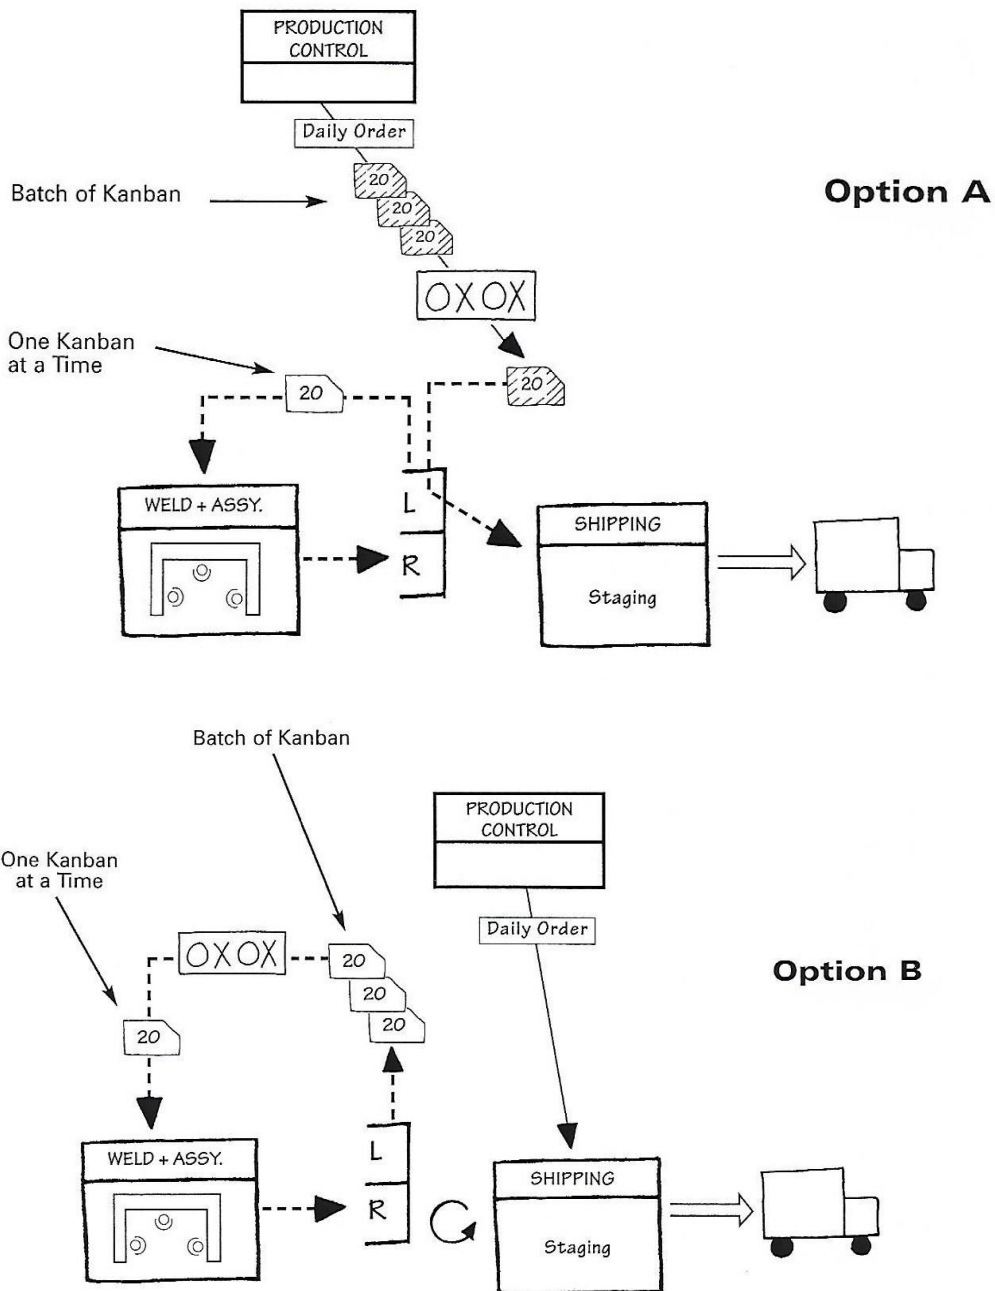 PRODUCTION
CONTROL
Daily Order
Batch of Kanban
20
20
20
Option A
OXOX
One Kanban
at a Time
20
20
WELD + ASSY.
L
R
SHIPPING
Staging
Batch of Kanban
PRODUCTION
CONTROL
One Kanban
at a Time
Daily Order
OXOX
20
20
20
Option B
20
WELD + ASSY.
L
R
SHIPPING
Staging